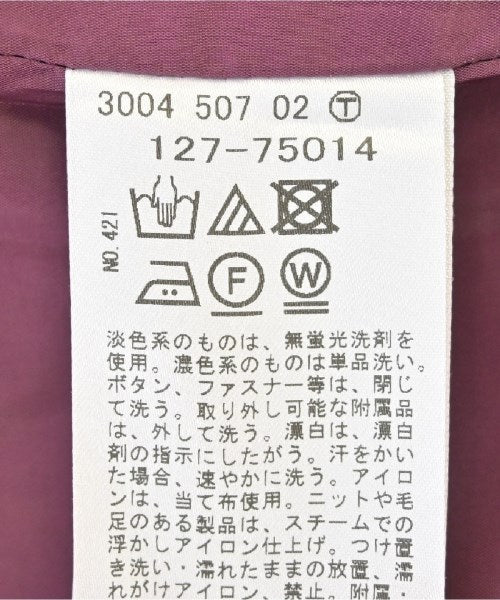 3004 507 02 Ⓣ
127-75014
NO.421
F
W
淡色系のものは、無蛍光洗剤を
使用。濃色系のものは単品洗い。
ボタン、ファスナー等は、閉じ
て洗う。取り外し可能な附属品
は、外して洗う。漂白は、漂白
剤の指示にしたがう。汗をかい
た場合、速やかに洗う。アイロ
ンは、当て布使用。ニットや毛
足のある製品は、スチームでの
浮かしアイロン仕上げ。つけ置
き洗い・濡れたままの放置、濡
れがけアイロン、禁止。附属・